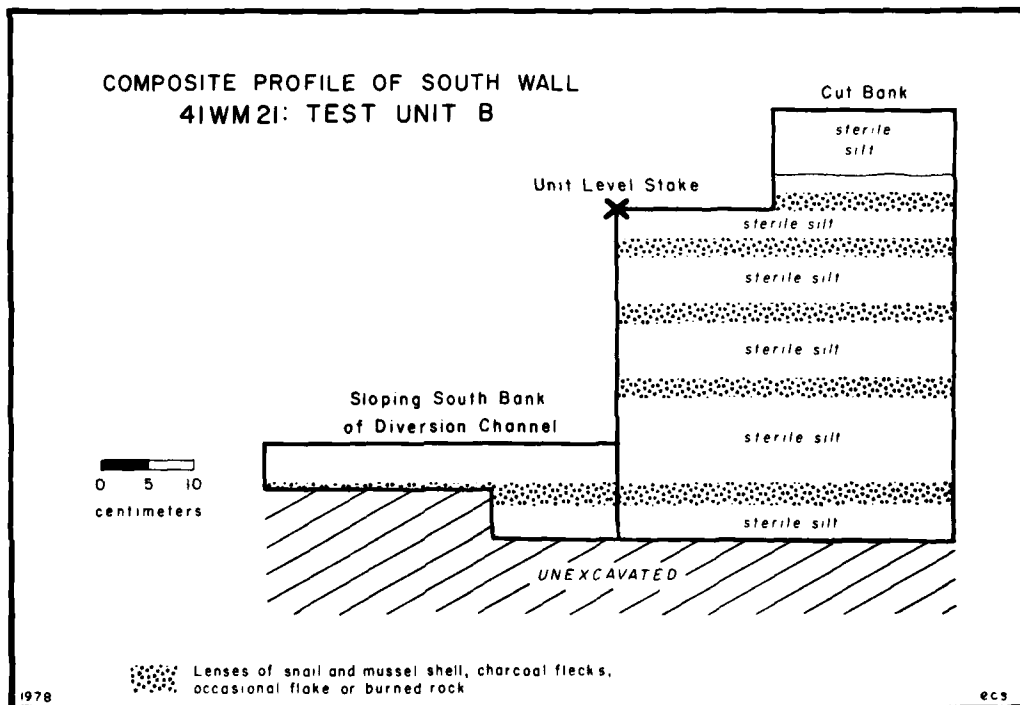 COMPOSITE PROFILE OF SOUTH WALL
41WM21: TEST UNIT B
Cut Bank
sterile
silt
Unit Level Stake
sterile silt
sterile silt
sterile silt
Sloping South Bank
of Diversion Channel
sterile silt
0 5 10
centimeters
sterile silt
UNEXCAVATED
Lenses of snail and mussel shell, charcoal flecks,
occasional flake or burned rock
1978
ecs